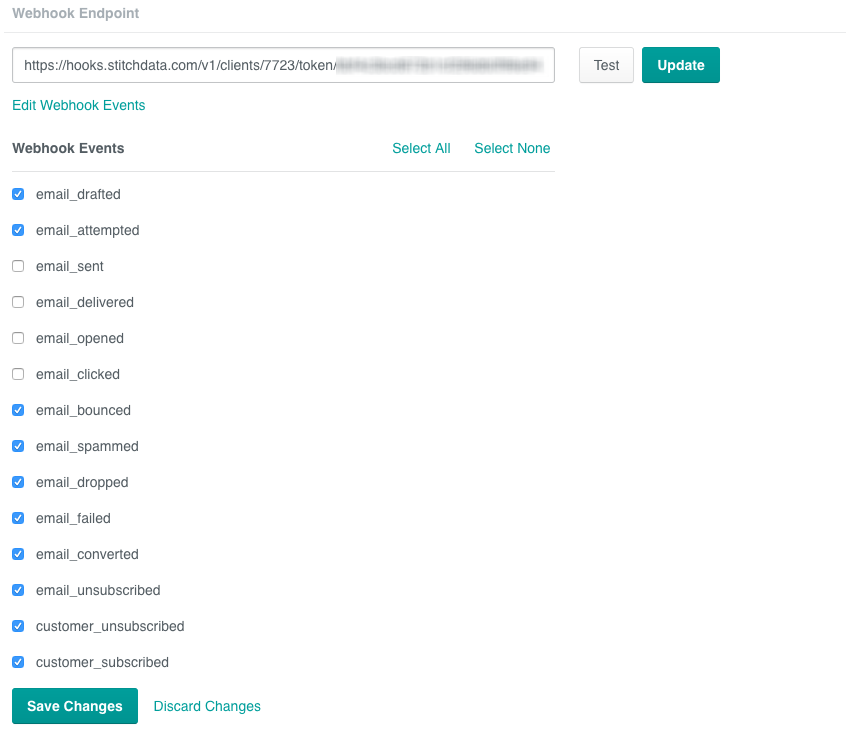 Webhook Endpoint
https://hooks.stitchdata.com/v1/clients/7723/token/
Test
Update
Edit Webhook Events
Webhook Events
Select All
Select None
email_drafted
email_attempted
email_sent
email_delivered
email_opened
email_clicked
email_bounced
email_spammed
email_dropped
email_failed
email_converted
email_unsubscribed
customer_unsubscribed
customer_subscribed
Save Changes
Discard Changes